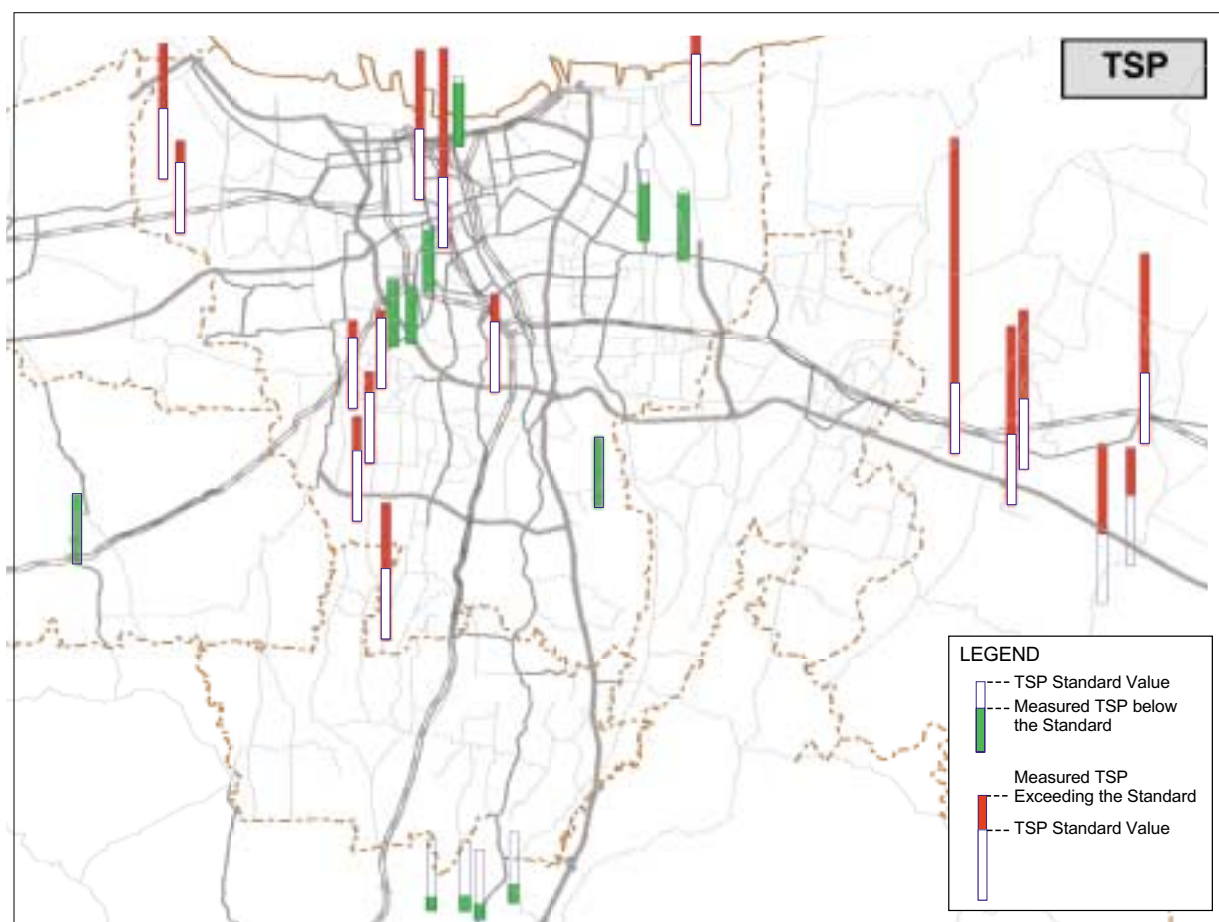 TSP
LEGEND
TSP Standard Value
Measured TSP below
the Standard
Measured TSP
Exceeding the Standard
TSP Standard Value